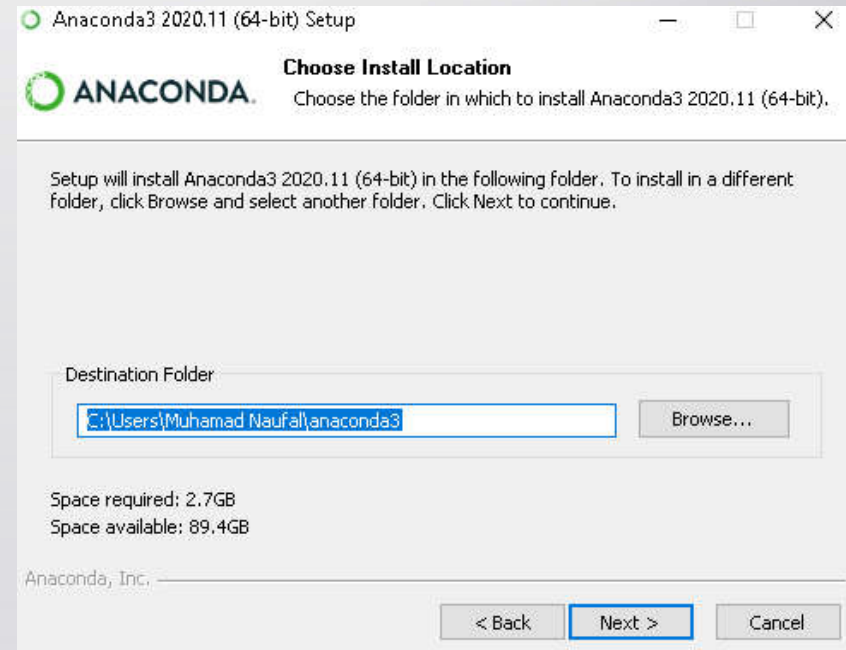 Anaconda3 2020.11 (64-bit) Setup
ANACONDA.
Choose Install Location
Choose the folder in which to install Anaconda3 2020.11 (64-bit).
Setup will install Anaconda3 2020.11 (64-bit) in the following folder. To install in a different
folder, click Browse and select another folder. Click Next to continue.
Destination Folder
C:\Users\Muhamad Naufal\anaconda3
Browse...
Space required: 2.7GB
Space available: 89.4GB
Anaconda, Inc.
< Back
Next >
Cancel